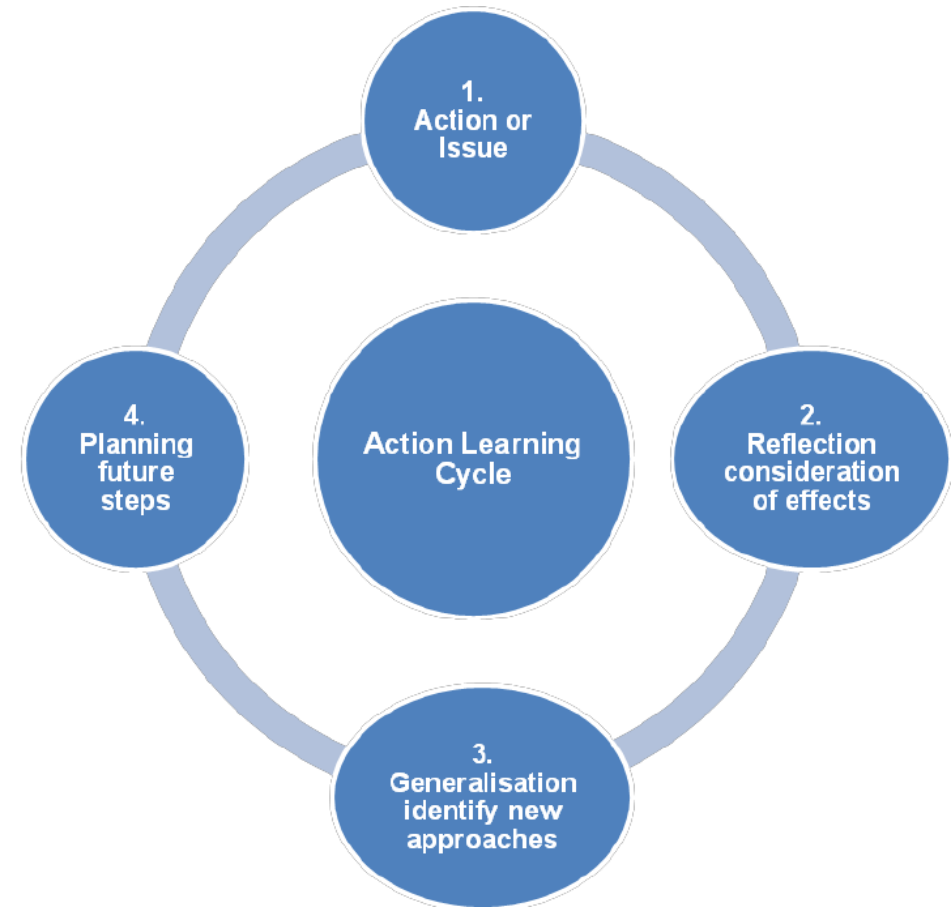 1.
Action or
Issue
2.
Reflection
consideration
of effects
3.
Generalisation
identify new
approaches
4.
Planning
future
steps
Action Learning
Cycle